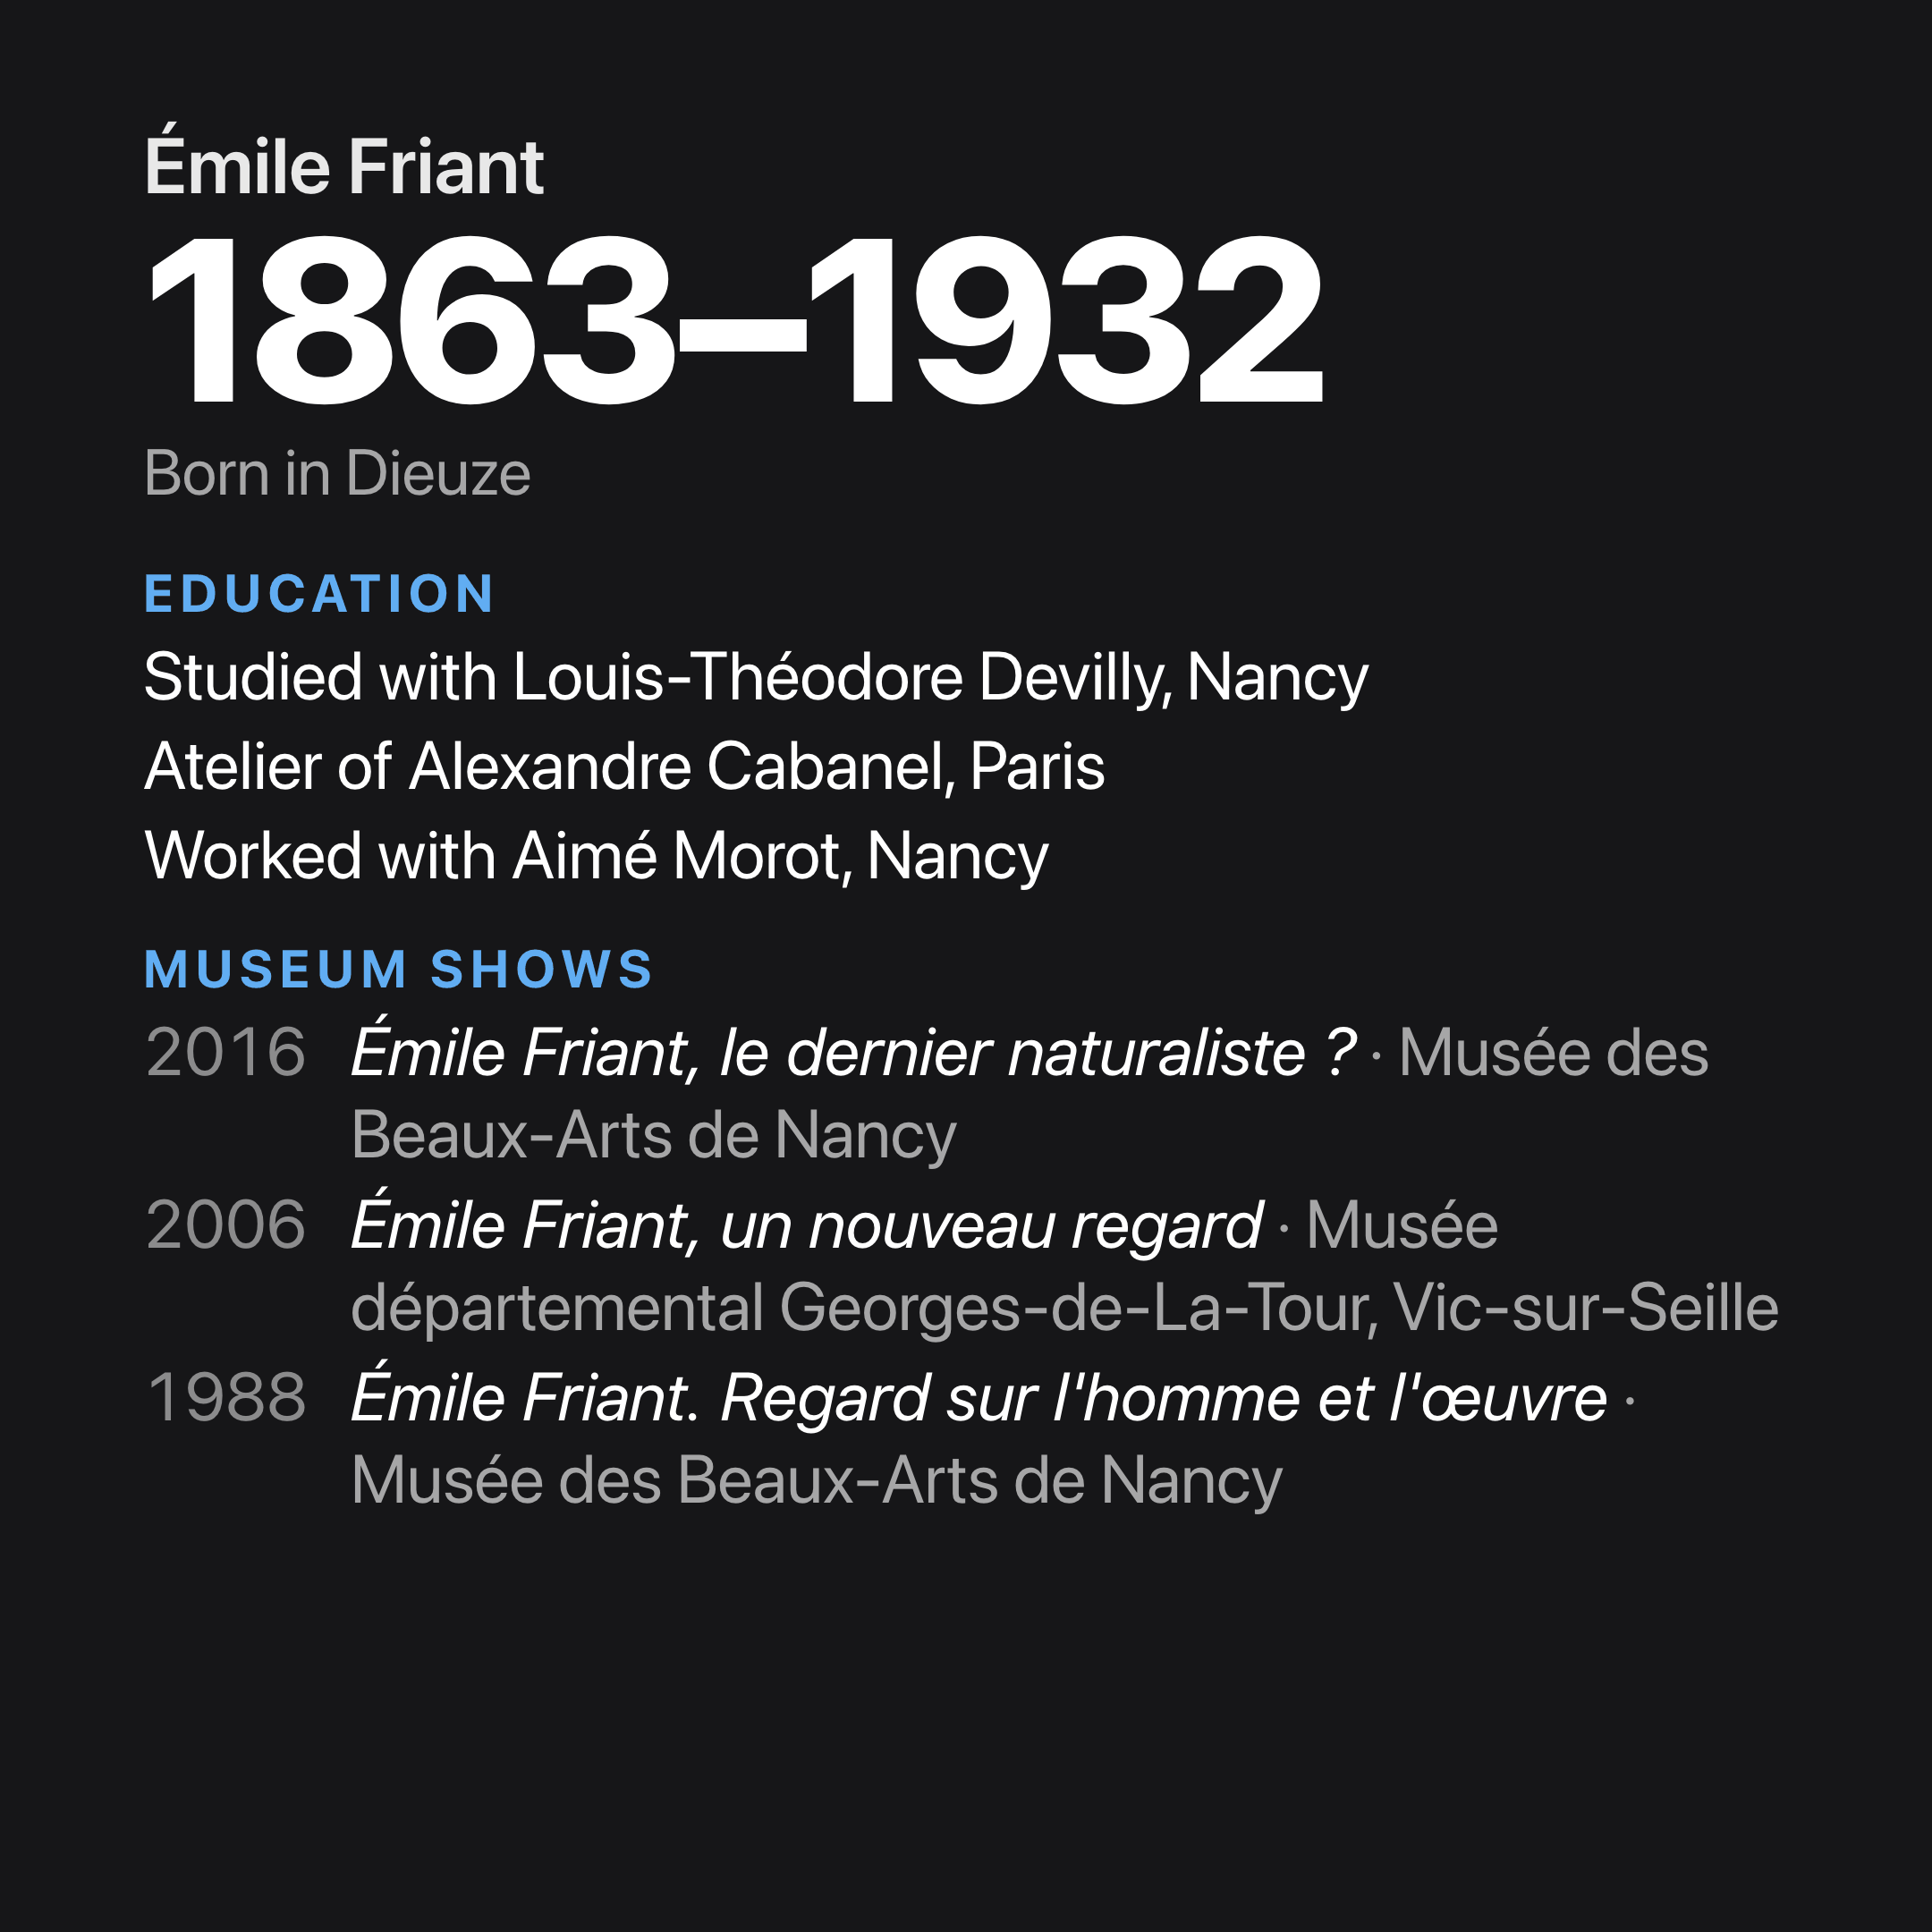 Émile Friant
1863–1932
Born in Dieuze
EDUCATION
Studied with Louis-Théodore Devilly, Nancy
Atelier of Alexandre Cabanel, Paris
Worked with Aimé Morot, Nancy
MUSEUM SHOWS
2016 Émile Friant, le dernier naturaliste ? · Musée des
Beaux-Arts de Nancy
2006 Émile Friant, un nouveau regard · Musée
départemental Georges-de-La-Tour, Vic-sur-Seille
1988 Émile Friant. Regard sur l'homme et l'œuvre ·
Musée des Beaux-Arts de Nancy